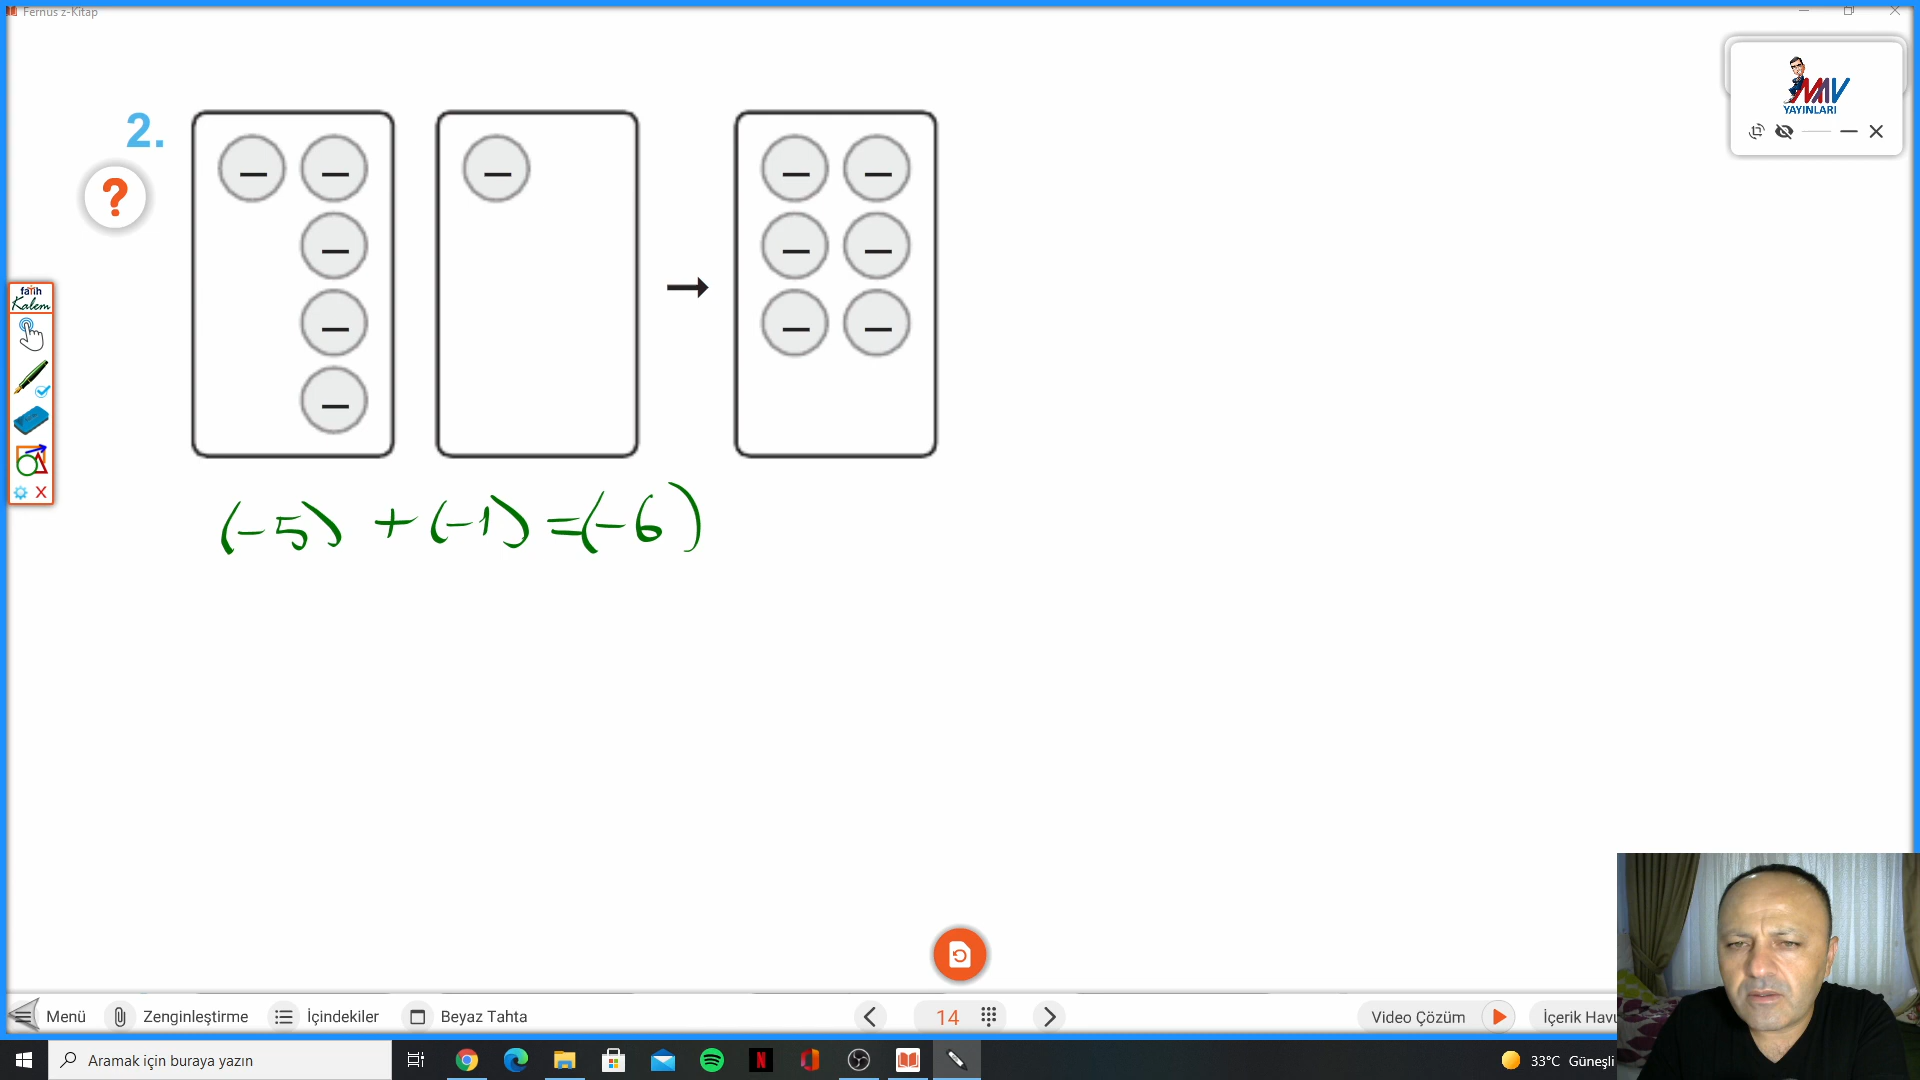 Fernus z-Kitap
MAV
YAYINLARI
2.
?
− − − − −
−
→
− − − − − −
(-5) + (-1) = (-6)
fatih
Kalem
Menü
Zenginleştirme
İçindekiler
Beyaz Tahta
14
Video Çözüm
İçerik Havu
Aramak için buraya yazın
33°C Güneşli